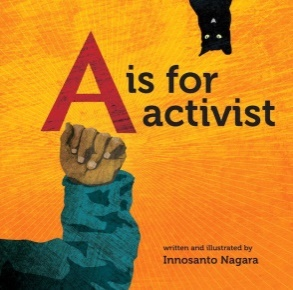 A is for
activist
written and illustrated by
Innosanto Nagara